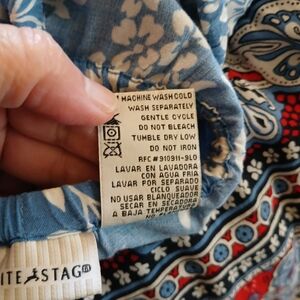 MACHINE WASH COLD
WASH SEPARATELY
GENTLE CYCLE
DO NOT BLEACH
TUMBLE DRY LOW
DO NOT IRON
RFC#910911-9L0
LAVAR EN LAVADORA
CON AGUA FRIA
LAVAR POR SEPARADO
CICLO SUAVE
NO USAR BLANQUEADOR
SECAR EN SECADORA
A BAJA TEMPERATURA
ITE STAG